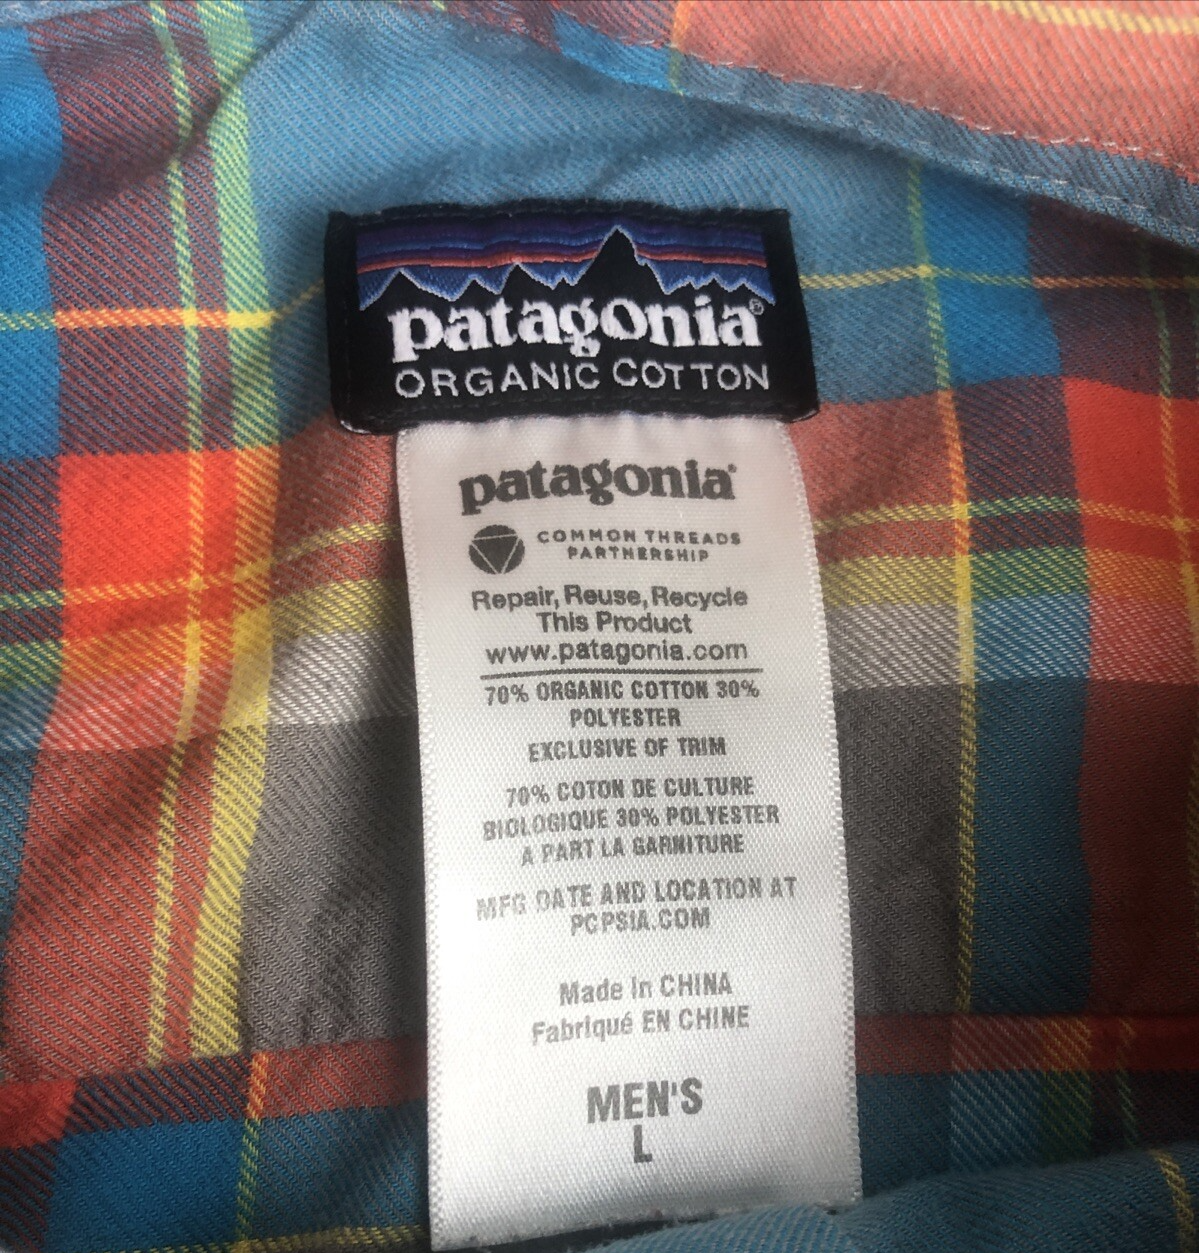 patagonia®
ORGANIC COTTON
patagonia®
COMMON THREADS
PARTNERSHIP
Repair, Reuse, Recycle
This Product
www.patagonia.com
70% ORGANIC COTTON 30%
POLYESTER
EXCLUSIVE OF TRIM
70% COTON DE CULTURE
BIOLOGIQUE 30% POLYESTER
A PART LA GARNITURE
MFG DATE AND LOCATION AT
PCPSIA.COM
Made in CHINA
Fabriqué EN CHINE
MEN'S
L